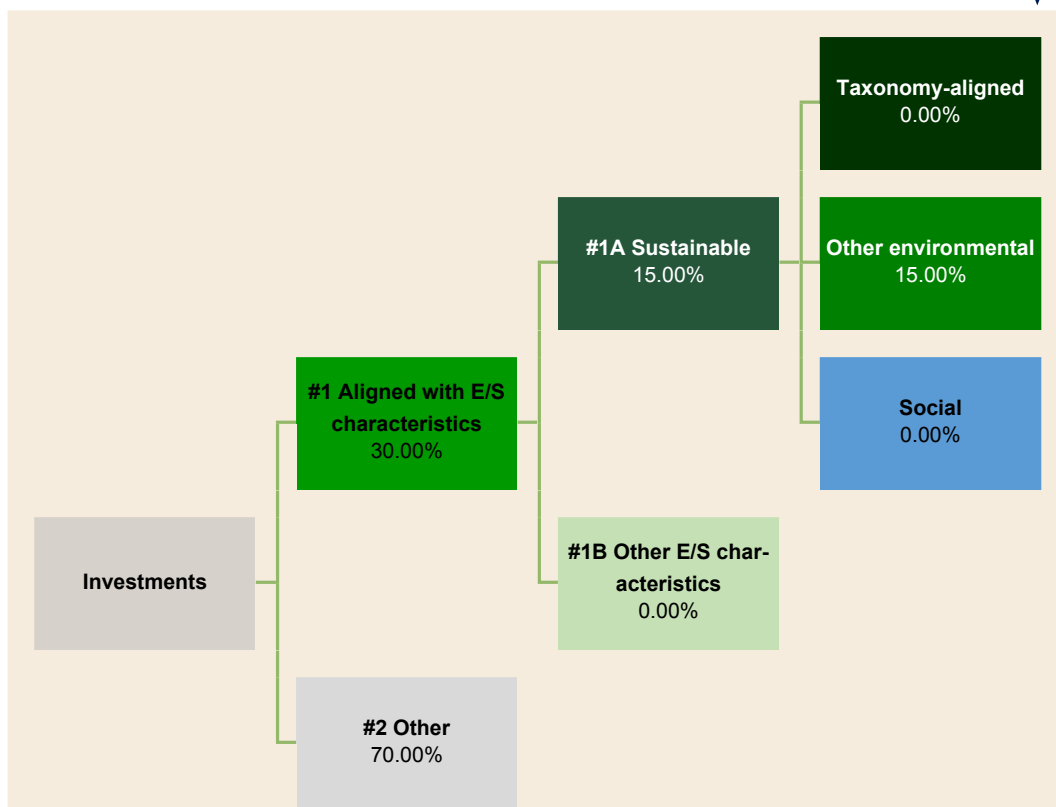 Taxonomy-aligned
0.00%
#1A Sustainable
15.00%
Other environmental
15.00%
#1 Aligned with E/S
characteristics
30.00%
Social
0.00%
Investments
#1B Other E/S char-
acteristics
0.00%
#2 Other
70.00%